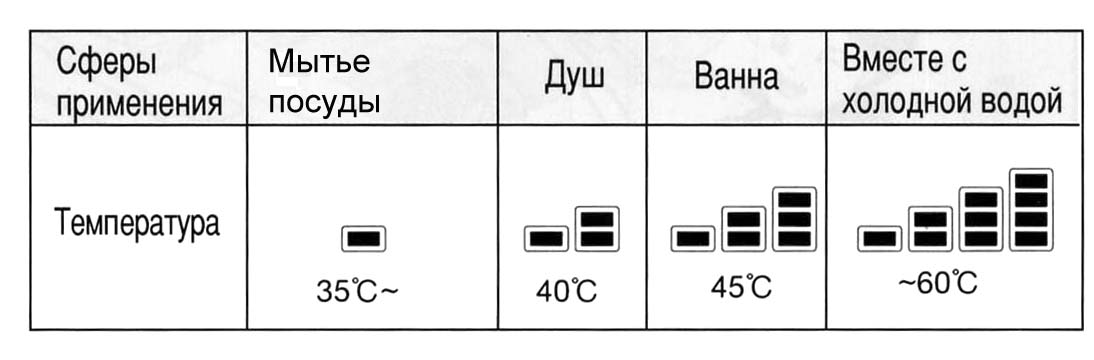 Сферы
применения
Мытье
посуды
Душ
Ванна
Вместе с
холодной водой
Температура
35℃~
40℃
45℃
~60℃